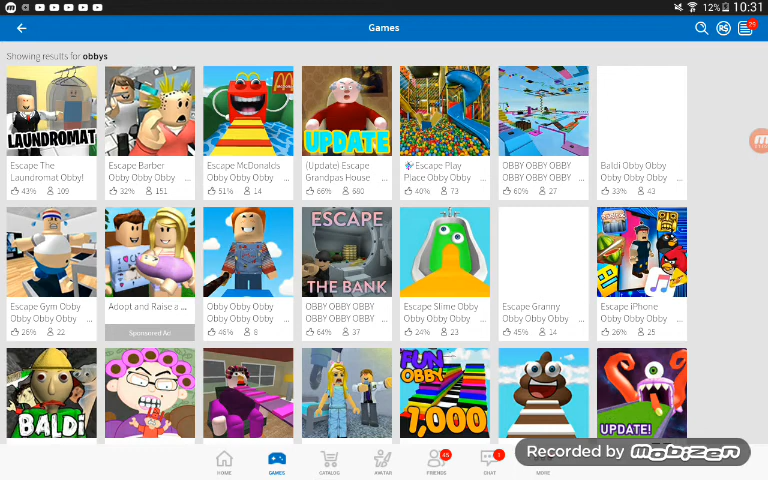 12% 10:31
Games
25
Showing results for obbys
LAUNDROMAT
UPDATE
Escape The
Laundromat Obby!
43% 109
Escape Barber
Obby Obby Obby ...
32% 151
Escape McDonalds
Obby Obby Obby ...
51% 14
(Update) Escape
Grandpas House
66% 680
Escape Play
Place Obby Obby ...
40% 73
OBBY OBBY OBBY
OBBY OBBY OBBY ...
60% 27
Baldi Obby Obby
Obby Obby Obby ...
33% 43
ESCAPE
THE BANK
Escape Gym Obby
Obby Obby Obby ...
26% 22
Adopt and Raise a ...
Sponsored Ad
Obby Obby Obby
Obby Obby Obby ...
46% 8
OBBY OBBY OBBY
OBBY OBBY OBBY ...
64% 37
Escape Slime Obby
Obby Obby Obby ...
24% 23
Escape Granny
Obby Obby Obby ...
45% 14
Escape iPhone
Obby Obby Obby ...
26% 25
BALDI
FUN
OBBY
1,000
UPDATE!
Recorded by mobizen
HOME
GAMES
CATALOG
AVATAR
45
FRIENDS
1
CHAT
MORE